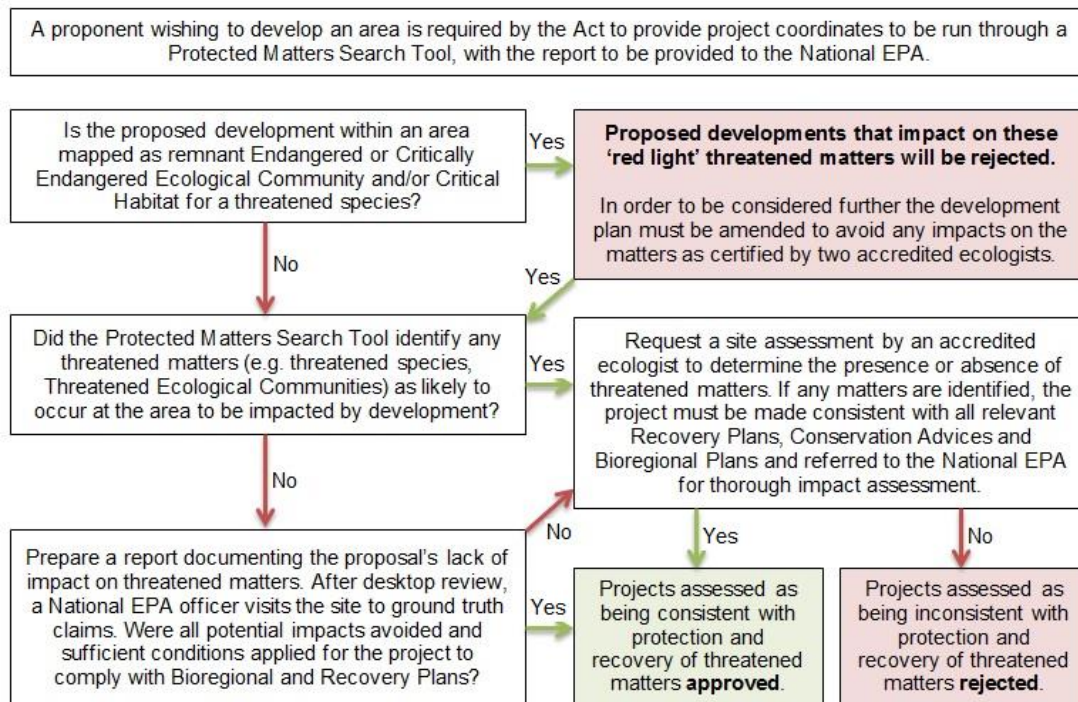 A proponent wishing to develop an area is required by the Act to provide project coordinates to be run through a
Protected Matters Search Tool, with the report to be provided to the National EPA.
Is the proposed development within an area
mapped as remnant Endangered or Critically
Endangered Ecological Community and/or Critical
Habitat for a threatened species?
Yes
Proposed developments that impact on these
‘red light’ threatened matters will be rejected.
In order to be considered further the development
plan must be amended to avoid any impacts on the
matters as certified by two accredited ecologists.
No
Yes
Did the Protected Matters Search Tool identify any
threatened matters (e.g. threatened species,
Threatened Ecological Communities) as likely to
occur at the area to be impacted by development?
Yes
Request a site assessment by an accredited
ecologist to determine the presence or absence of
threatened matters. If any matters are identified, the
project must be made consistent with all relevant
Recovery Plans, Conservation Advices and
Bioregional Plans and referred to the National EPA
for thorough impact assessment.
No
No
Yes
No
Prepare a report documenting the proposal’s lack of
impact on threatened matters. After desktop review,
a National EPA officer visits the site to ground truth
claims. Were all potential impacts avoided and
sufficient conditions applied for the project to
comply with Bioregional and Recovery Plans?
Yes
Projects assessed as
being consistent with
protection and
recovery of threatened
matters approved.
Projects assessed as
being inconsistent with
protection and
recovery of threatened
matters rejected.